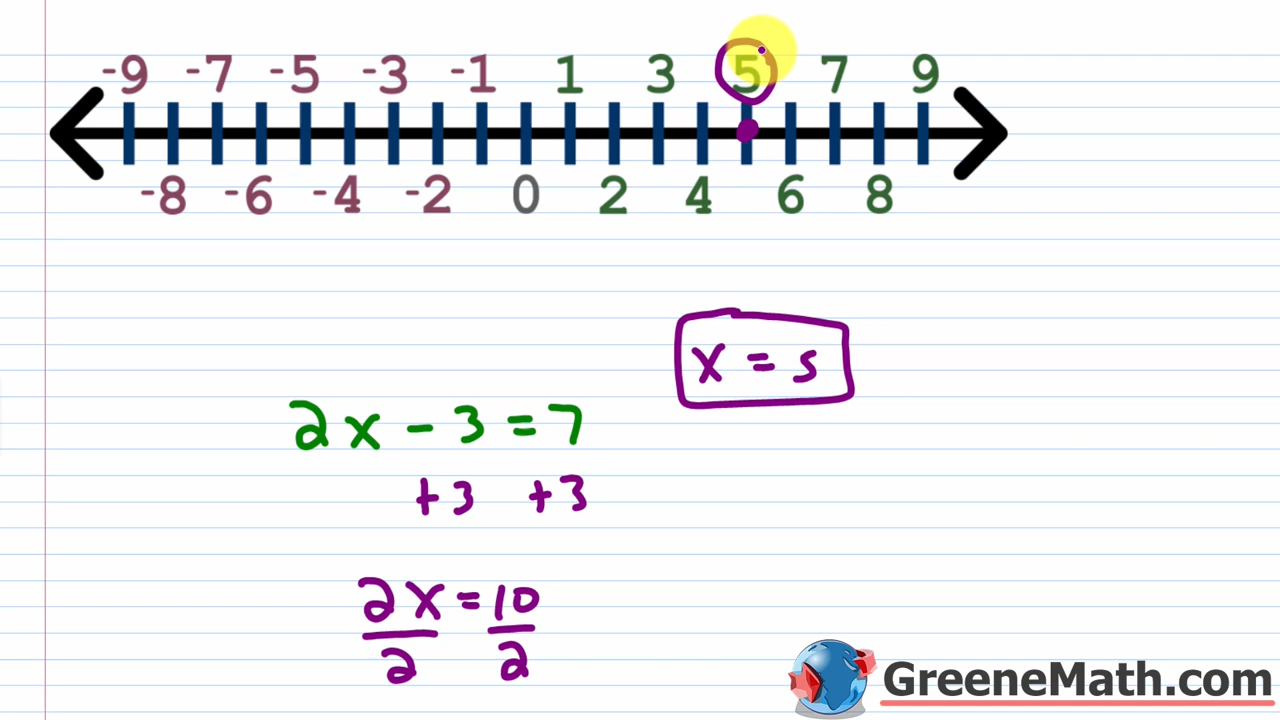 -9 -7 -5 -3 -1 1 3 5 7 9
-8 -6 -4 -2 0 2 4 6 8
x = 5
2x - 3 = 7
+3 +3
2x = 10
2 2
GreeneMath.com